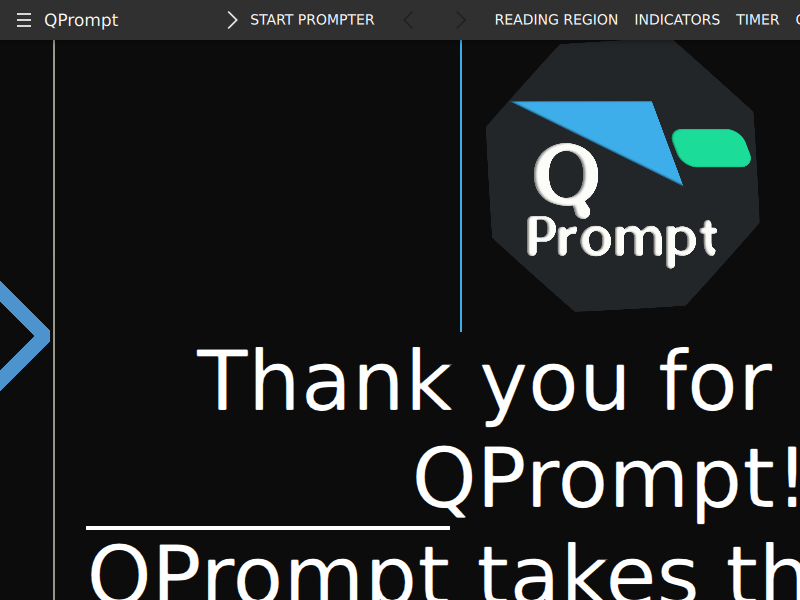 QPrompt
START PROMPTER
READING REGION
INDICATORS
TIMER
Q
Prompt
Thank you for
QPrompt!
QPrompt takes th